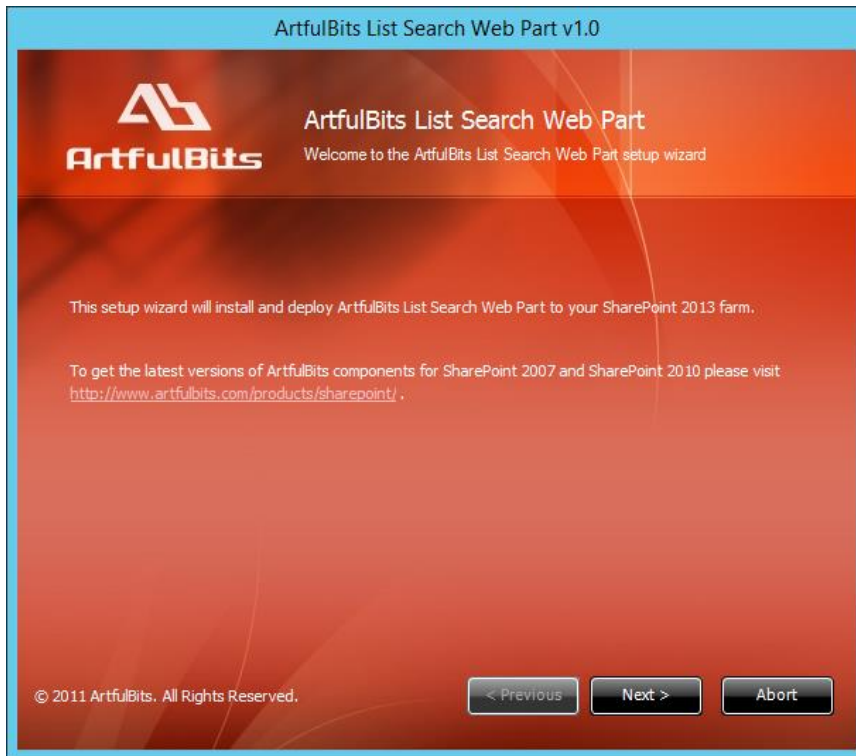 ArtfulBits List Search Web Part v1.0
ArtfulBits
ArtfulBits List Search Web Part
Welcome to the ArtfulBits List Search Web Part setup wizard
This setup wizard will install and deploy ArtfulBits List Search Web Part to your SharePoint 2013 farm.
To get the latest versions of ArtfulBits components for SharePoint 2007 and SharePoint 2010 please visit
http://www.artfulbits.com/products/sharepoint/ .
© 2011 ArtfulBits. All Rights Reserved.
< Previous
Next >
Abort